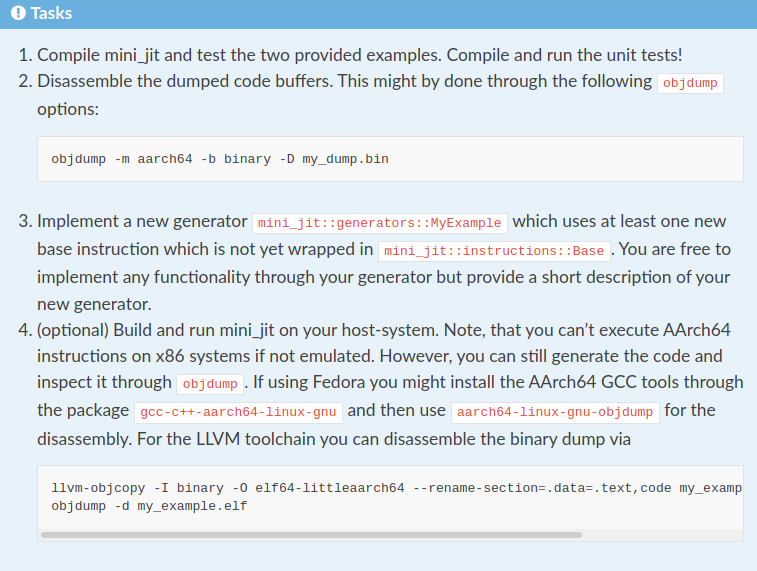 Tasks
1. Compile mini_jit and test the two provided examples. Compile and run the unit tests!
2. Disassemble the dumped code buffers. This might by done through the following objdump
options:
objdump -m aarch64 -b binary -D my_dump.bin
3. Implement a new generator mini_jit::generators::MyExample which uses at least one new
base instruction which is not yet wrapped in mini_jit::instructions::Base . You are free to
implement any functionality through your generator but provide a short description of your
new generator.
4. (optional) Build and run mini_jit on your host-system. Note, that you can’t execute AArch64
instructions on x86 systems if not emulated. However, you can still generate the code and
inspect it through objdump . If using Fedora you might install the AArch64 GCC tools through
the package gcc-c++-aarch64-linux-gnu and then use aarch64-linux-gnu-objdump for the
disassembly. For the LLVM toolchain you can disassemble the binary dump via
llvm-objcopy -I binary -O elf64-littleaarch64 --rename-section=.data=.text,code my_examp
objdump -d my_example.elf